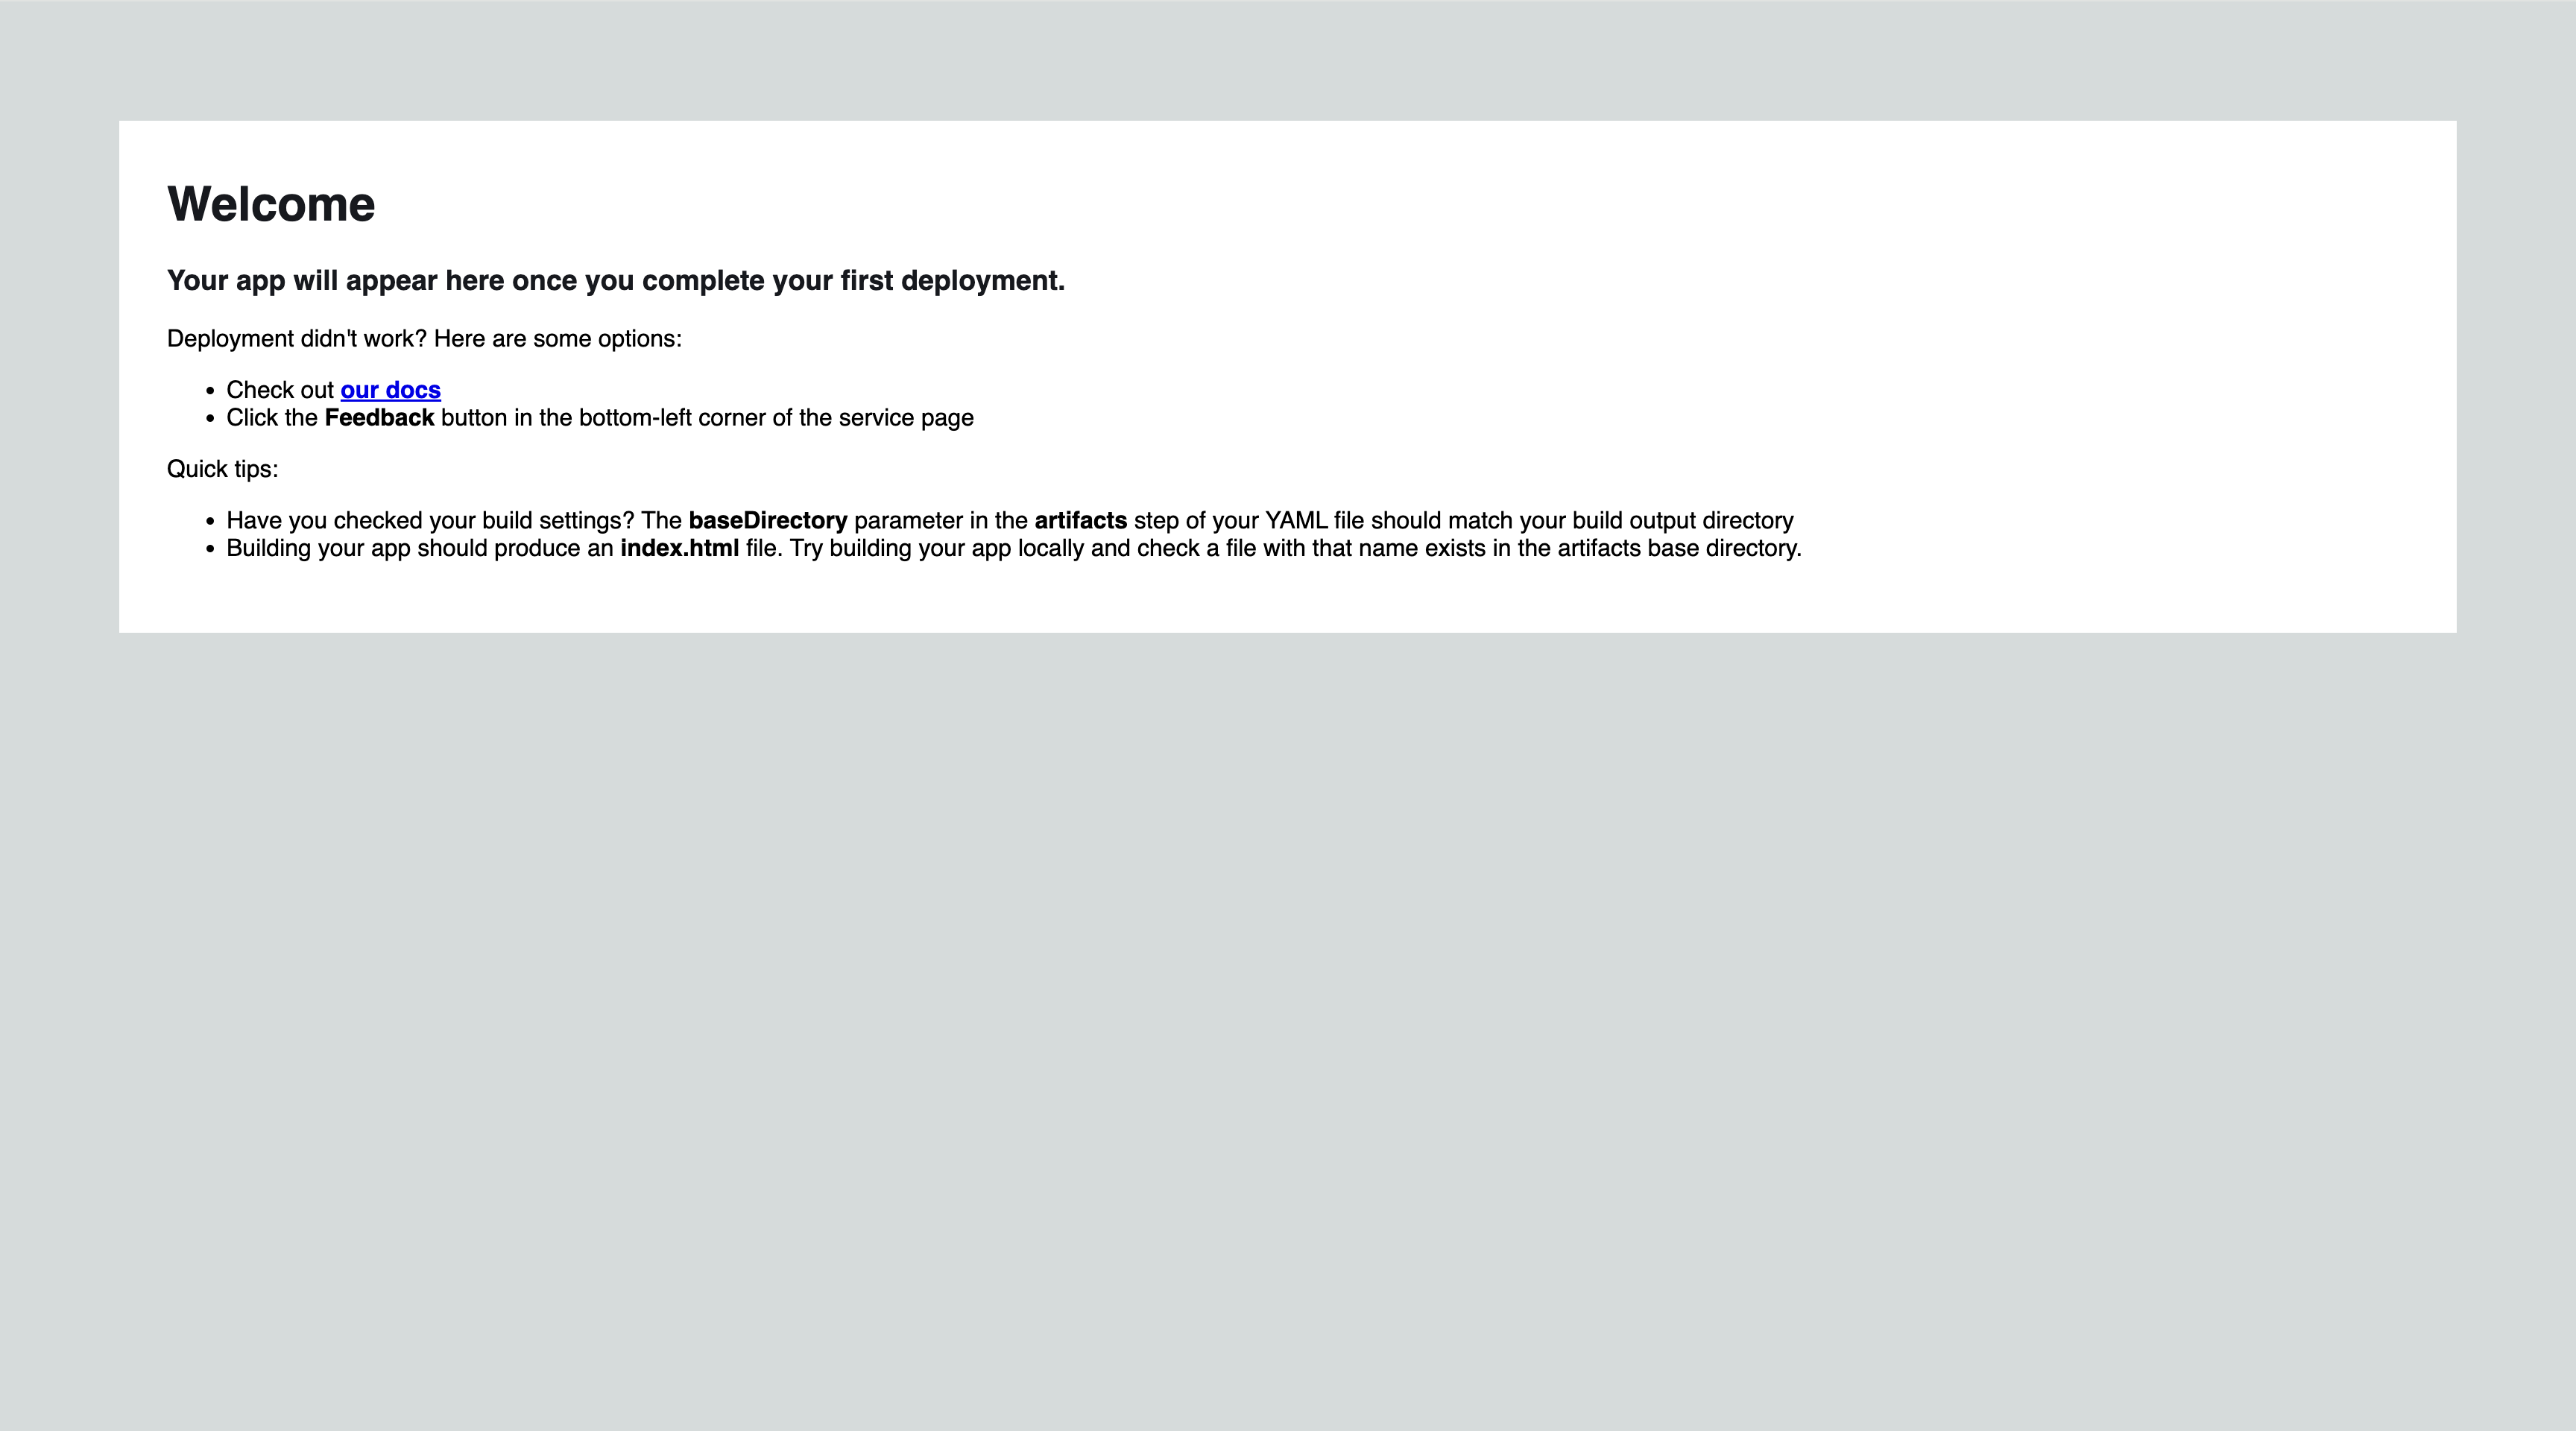 Welcome
Your app will appear here once you complete your first deployment.
Deployment didn't work? Here are some options:
• Check out our docs
• Click the Feedback button in the bottom-left corner of the service page
Quick tips:
• Have you checked your build settings? The baseDirectory parameter in the artifacts step of your YAML file should match your build output directory
• Building your app should produce an index.html file. Try building your app locally and check a file with that name exists in the artifacts base directory.